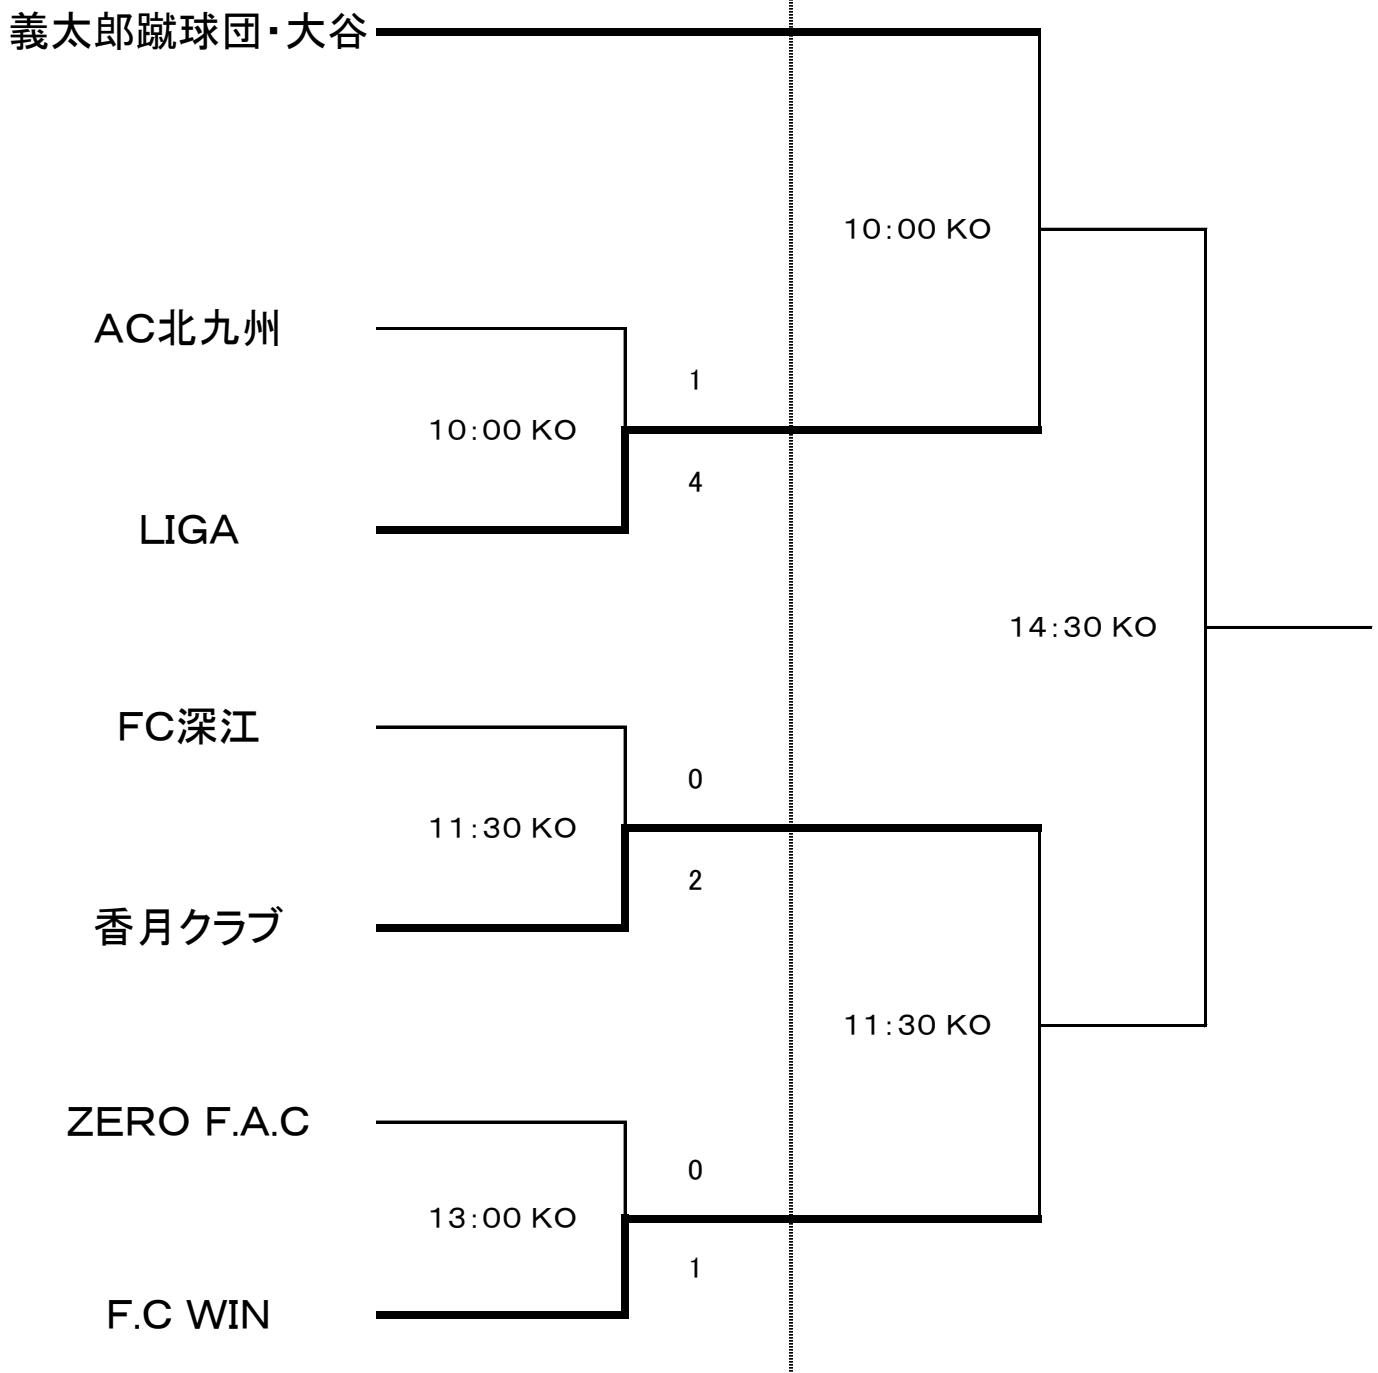 義太郎蹴球団・大谷
10:00 KO
AC北九州
1
10:00 KO
4
LIGA
14:30 KO
FC深江
0
11:30 KO
2
香月クラブ
11:30 KO
ZERO F.A.C
0
13:00 KO
1
F.C WIN